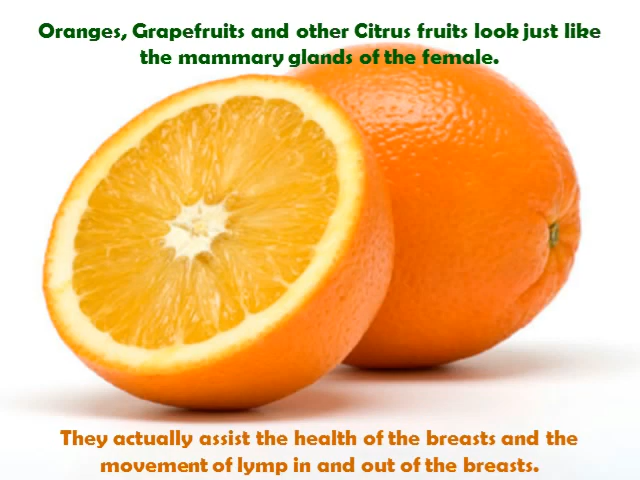 Oranges, Grapefruits and other Citrus fruits look just like
the mammary glands of the female.
They actually assist the health of the breasts and the
movement of lymp in and out of the breasts.